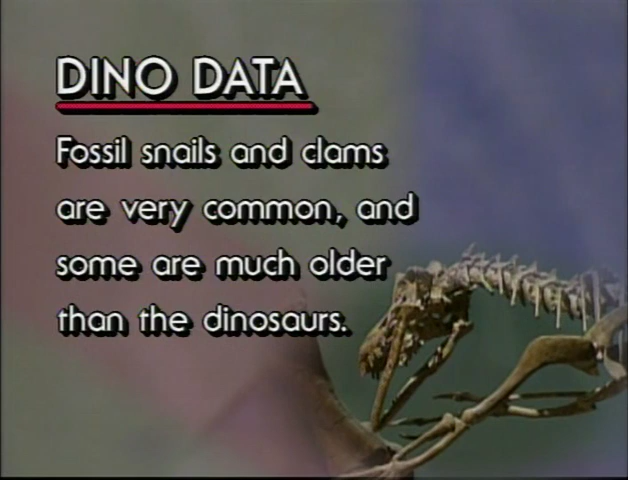 DINO DATA
Fossil snails and clams
are very common, and
some are much older
than the dinosaurs.